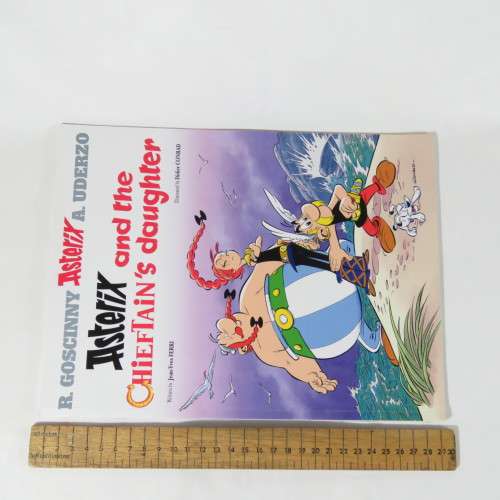 R. GOSCINNY Asterix A. UDERZO
Asterix
and the
CHIEFTAIN'S daughter
Written by Jean-Yves FERRI
Illustrated by Didier CONRAD
1 2 3 4 5 6 7 8 9 10 11 12 13 14 15 16 17 18 19 20 21 22 23 24 25 26 27 28 29 30